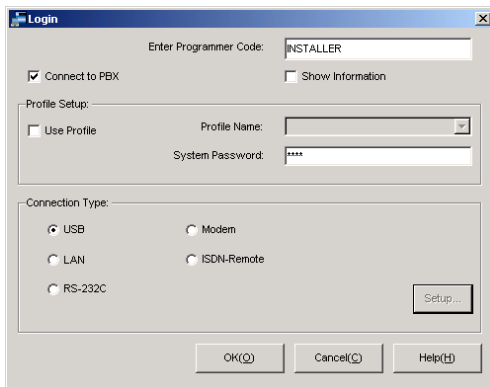 Login
Enter Programmer Code: INSTALLER
Connect to PBX Show Information
Profile Setup:
Use Profile Profile Name:
System Password: ****
Connection Type:
USB Modem
LAN ISDN-Remote
RS-232C
Setup...
OK(O) Cancel(C) Help(H)